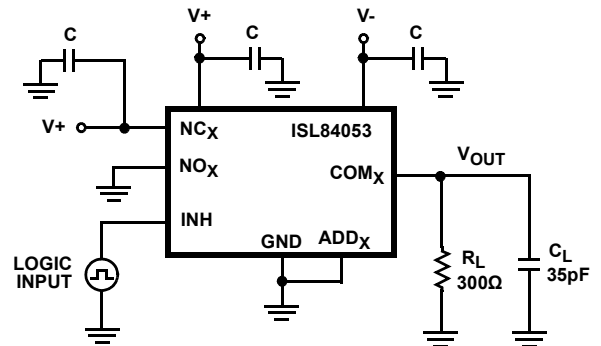 V+
V-
C
C
C
V+
NCX
ISL84053
NOX
COMX
VOUT
INH
GND
ADDX
LOGIC
INPUT
RL
300Ω
CL
35pF